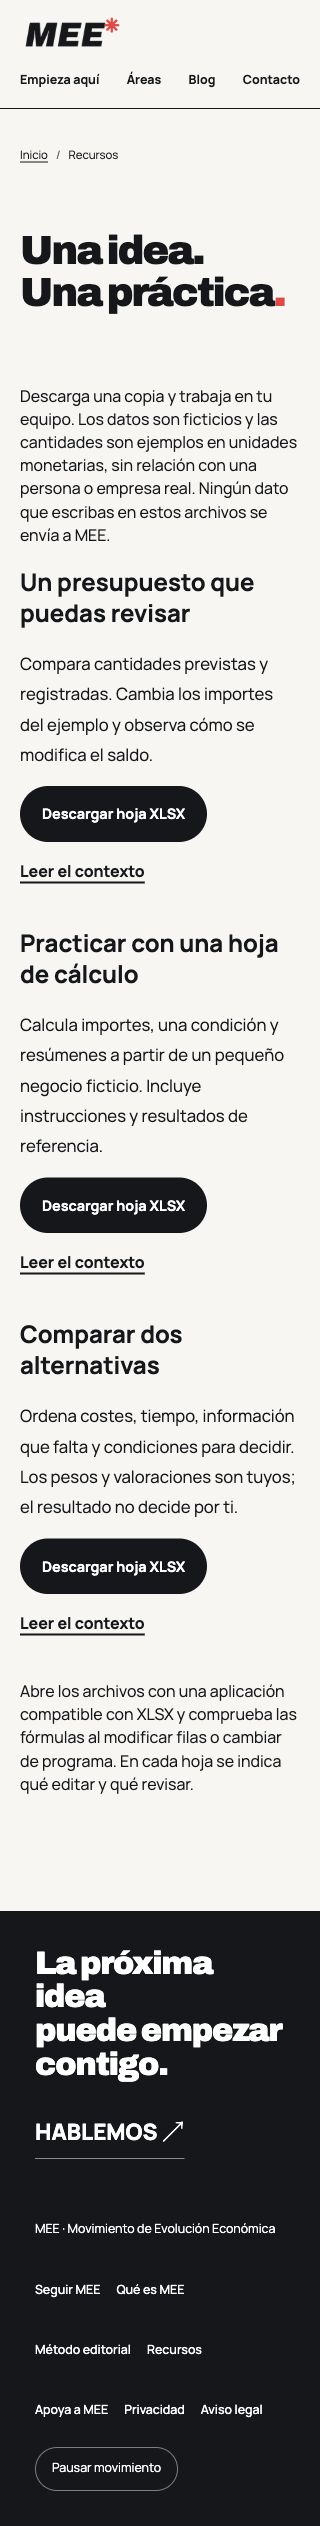 MEE*
Empieza aquí Áreas Blog Contacto
Inicio / Recursos
Una idea.
Una práctica.
Descarga una copia y trabaja en tu
equipo. Los datos son ficticios y las
cantidades son ejemplos en unidades
monetarias, sin relación con una
persona o empresa real. Ningún dato
que escribas en estos archivos se
envía a MEE.
Un presupuesto que
puedas revisar
Compara cantidades previstas y
registradas. Cambia los importes
del ejemplo y observa cómo se
modifica el saldo.
Descargar hoja XLSX
Leer el contexto
Practicar con una hoja
de cálculo
Calcula importes, una condición y
resúmenes a partir de un pequeño
negocio ficticio. Incluye
instrucciones y resultados de
referencia.
Descargar hoja XLSX
Leer el contexto
Comparar dos
alternativas
Ordena costes, tiempo, información
que falta y condiciones para decidir.
Los pesos y valoraciones son tuyos;
el resultado no decide por ti.
Descargar hoja XLSX
Leer el contexto
Abre los archivos con una aplicación
compatible con XLSX y comprueba las
fórmulas al modificar filas o cambiar
de programa. En cada hoja se indica
qué editar y qué revisar.
La próxima
idea
puede empezar
contigo.
HABLEMOS ↗
MEE · Movimiento de Evolución Económica
Seguir MEE Qué es MEE
Método editorial Recursos
Apoya a MEE Privacidad Aviso legal
Pausar movimiento